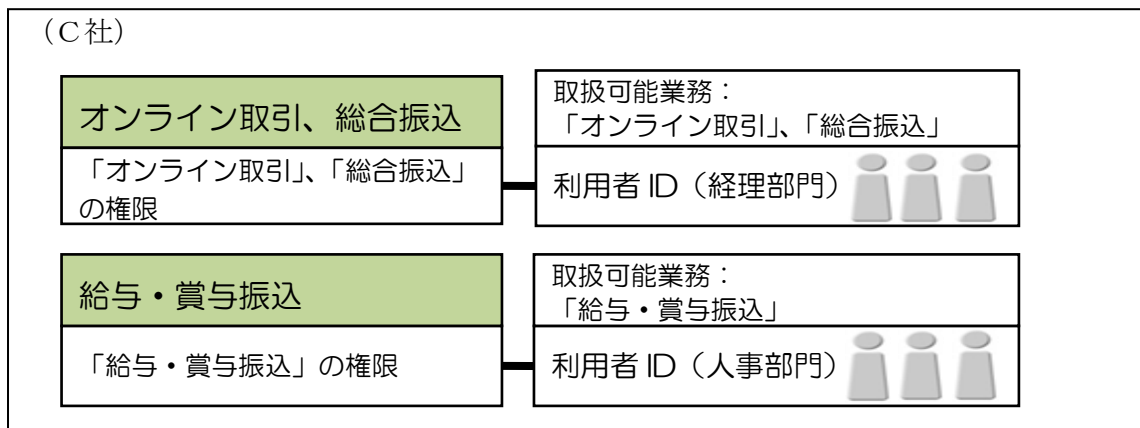 （C社）
オンライン取引、総合振込
「オンライン取引」、「総合振込」
の権限
取扱可能業務：
「オンライン取引」、「総合振込」
利用者 ID（経理部門）
給与・賞与振込
「給与・賞与振込」の権限
取扱可能業務：
「給与・賞与振込」
利用者 ID（人事部門）